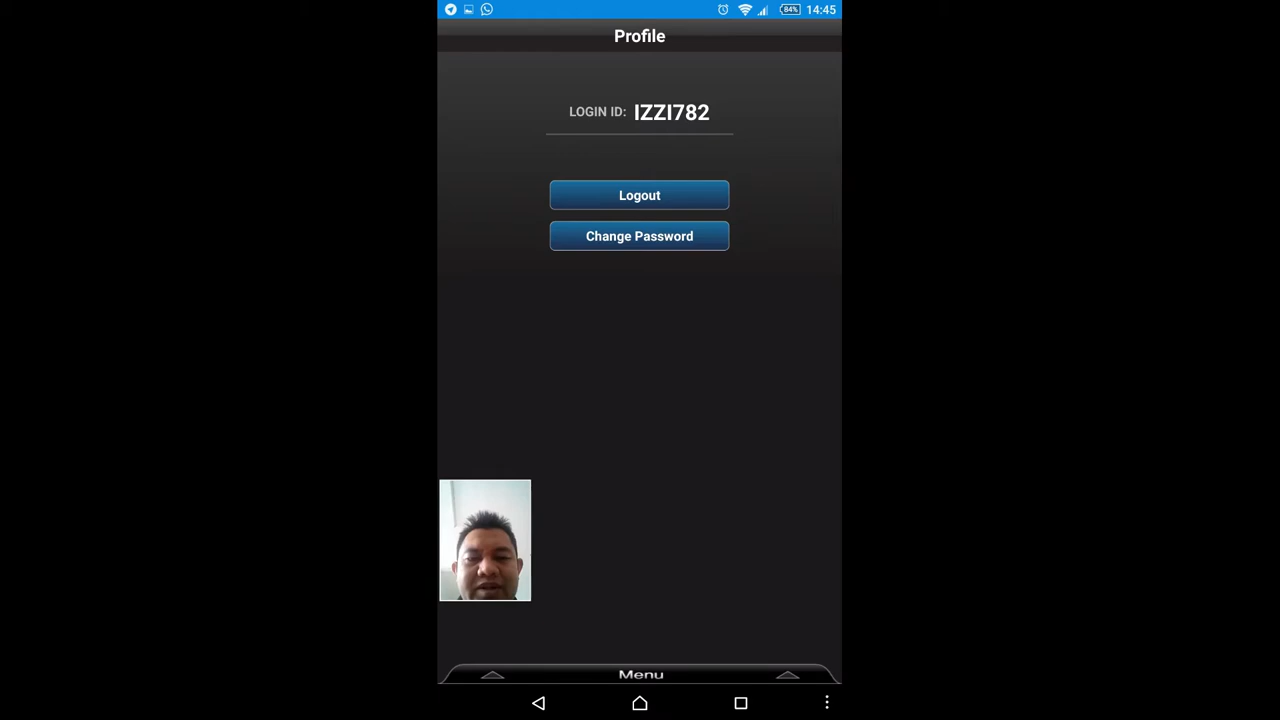 84% 14:45
Profile
LOGIN ID: IZZI782
Logout
Change Password
Menu